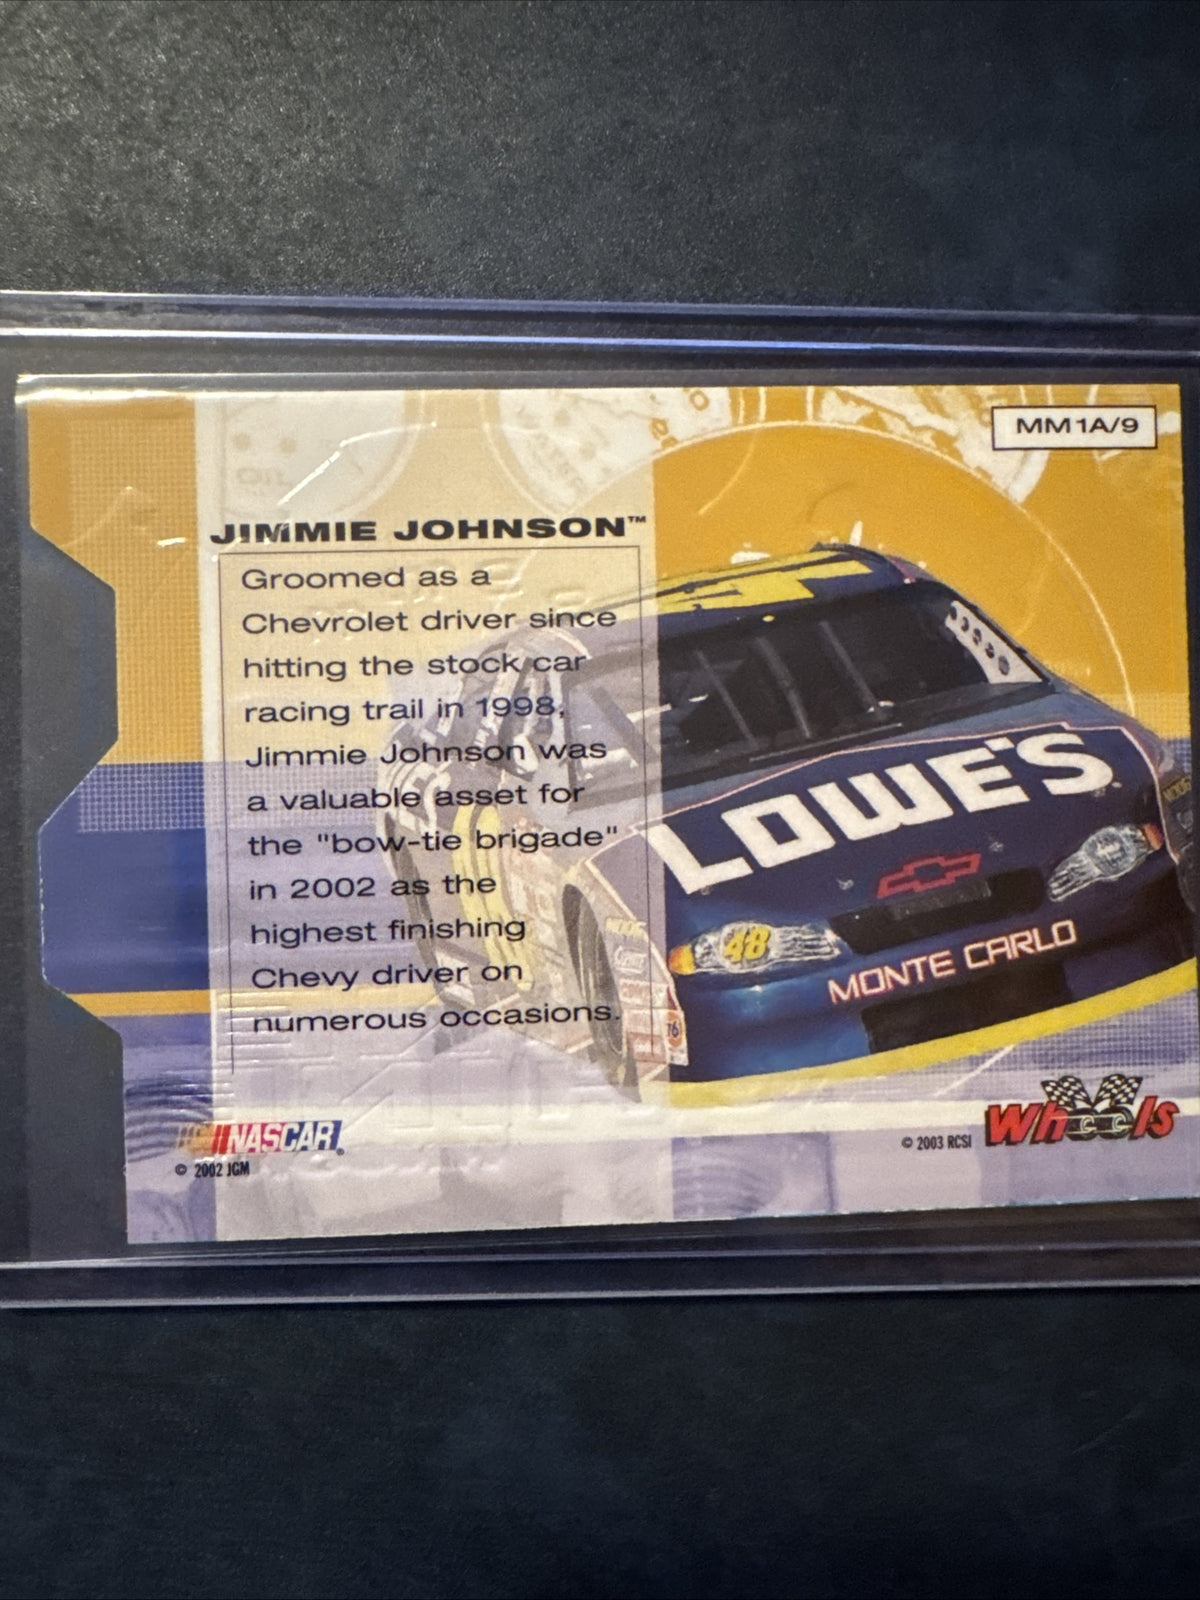 MM1A/9
JIMMIE JOHNSON™
Groomed as a
Chevrolet driver since
hitting the stock car
racing trail in 1998,
Jimmie Johnson was
a valuable asset for
the "bow-tie brigade"
in 2002 as the
highest finishing
Chevy driver on
numerous occasions.
LOWE'S
48
MONTE CARLO
76
NASCAR®
© 2002 JGM
© 2003 RCSI
Wheels
OIL